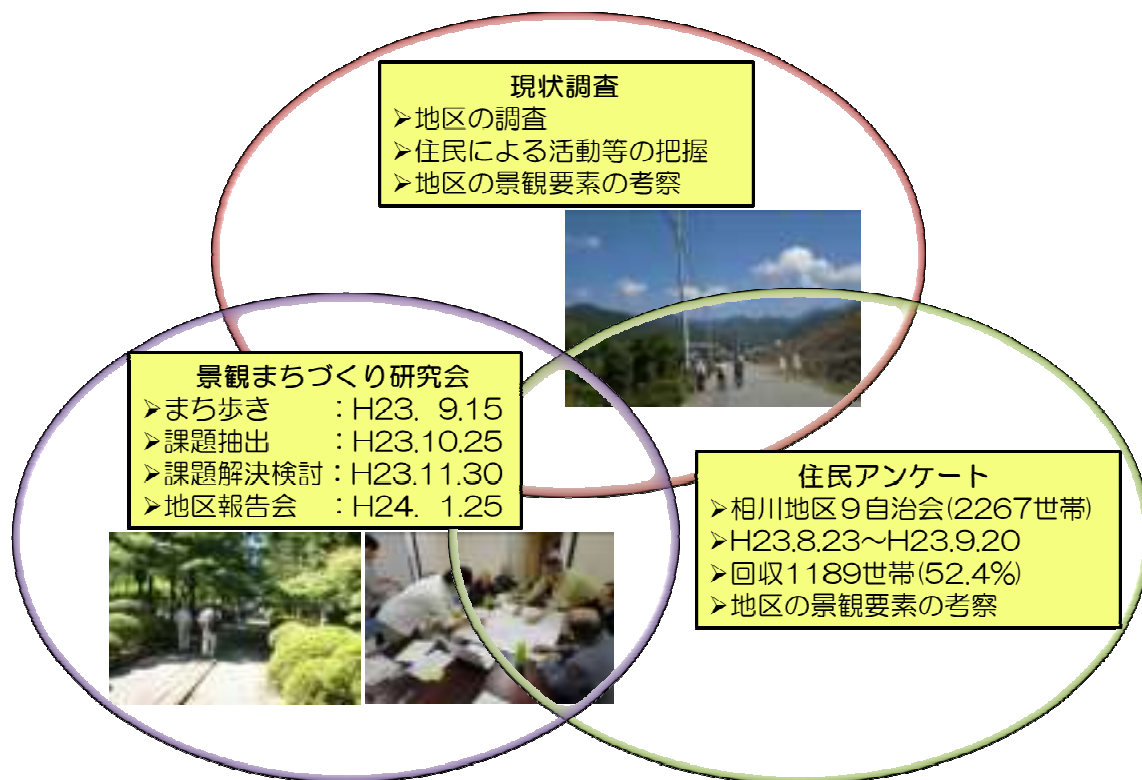 現状調査
➢地区の調査
➢住民による活動等の把握
➢地区の景観要素の考察
景観まちづくり研究会
➢まち歩き　　：H23. 9.15
➢課題抽出　　：H23.10.25
➢課題解決検討：H23.11.30
➢地区報告会　：H24. 1.25
住民アンケート
➢相川地区９自治会(2267世帯)
➢H23.8.23～H23.9.20
➢回収1189世帯(52.4%)
➢地区の景観要素の考察